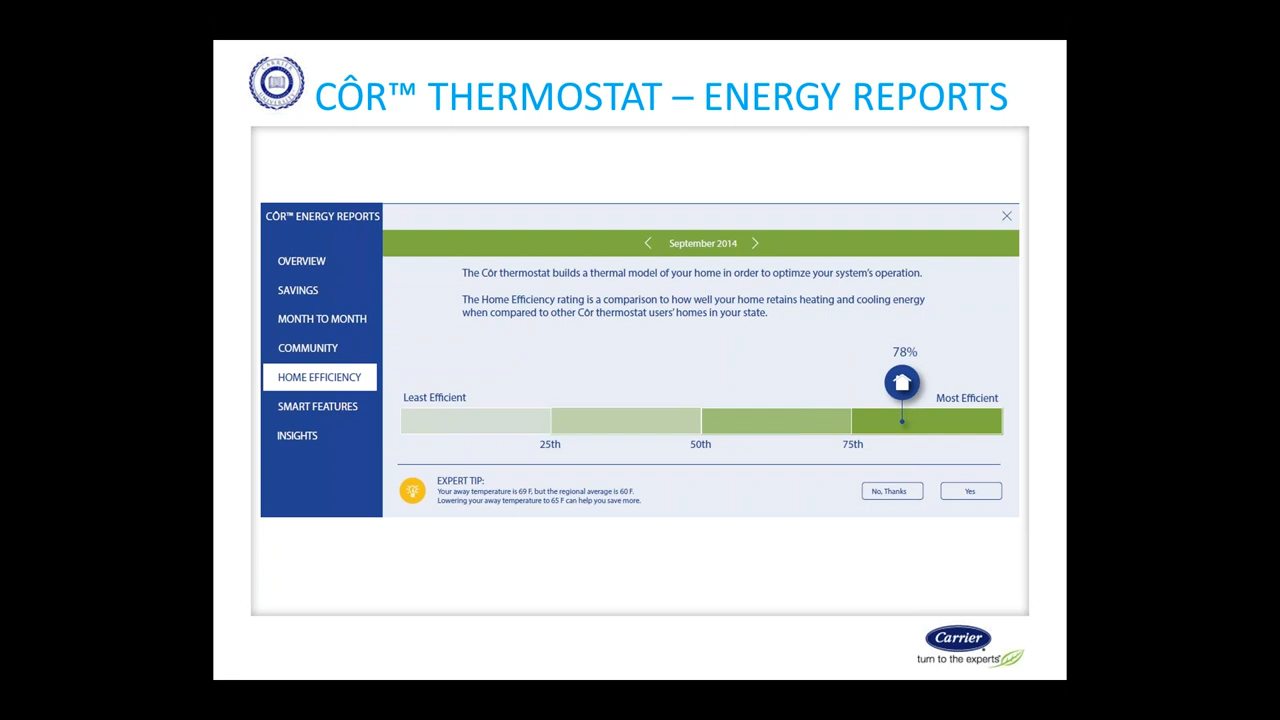 CÔR™ THERMOSTAT – ENERGY REPORTS
CÔR™ ENERGY REPORTS
OVERVIEW
SAVINGS
MONTH TO MONTH
COMMUNITY
HOME EFFICIENCY
SMART FEATURES
INSIGHTS
September 2014
The Côr thermostat builds a thermal model of your home in order to optimze your system's operation.
The Home Efficiency rating is a comparison to how well your home retains heating and cooling energy
when compared to other Côr thermostat users' homes in your state.
78%
Least Efficient
Most Efficient
25th
50th
75th
EXPERT TIP:
Your away temperature is 69 F, but the regional average is 60 F.
Lowering your away temperature to 65 F can help you save more.
No, Thanks
Yes
Carrier
turn to the experts